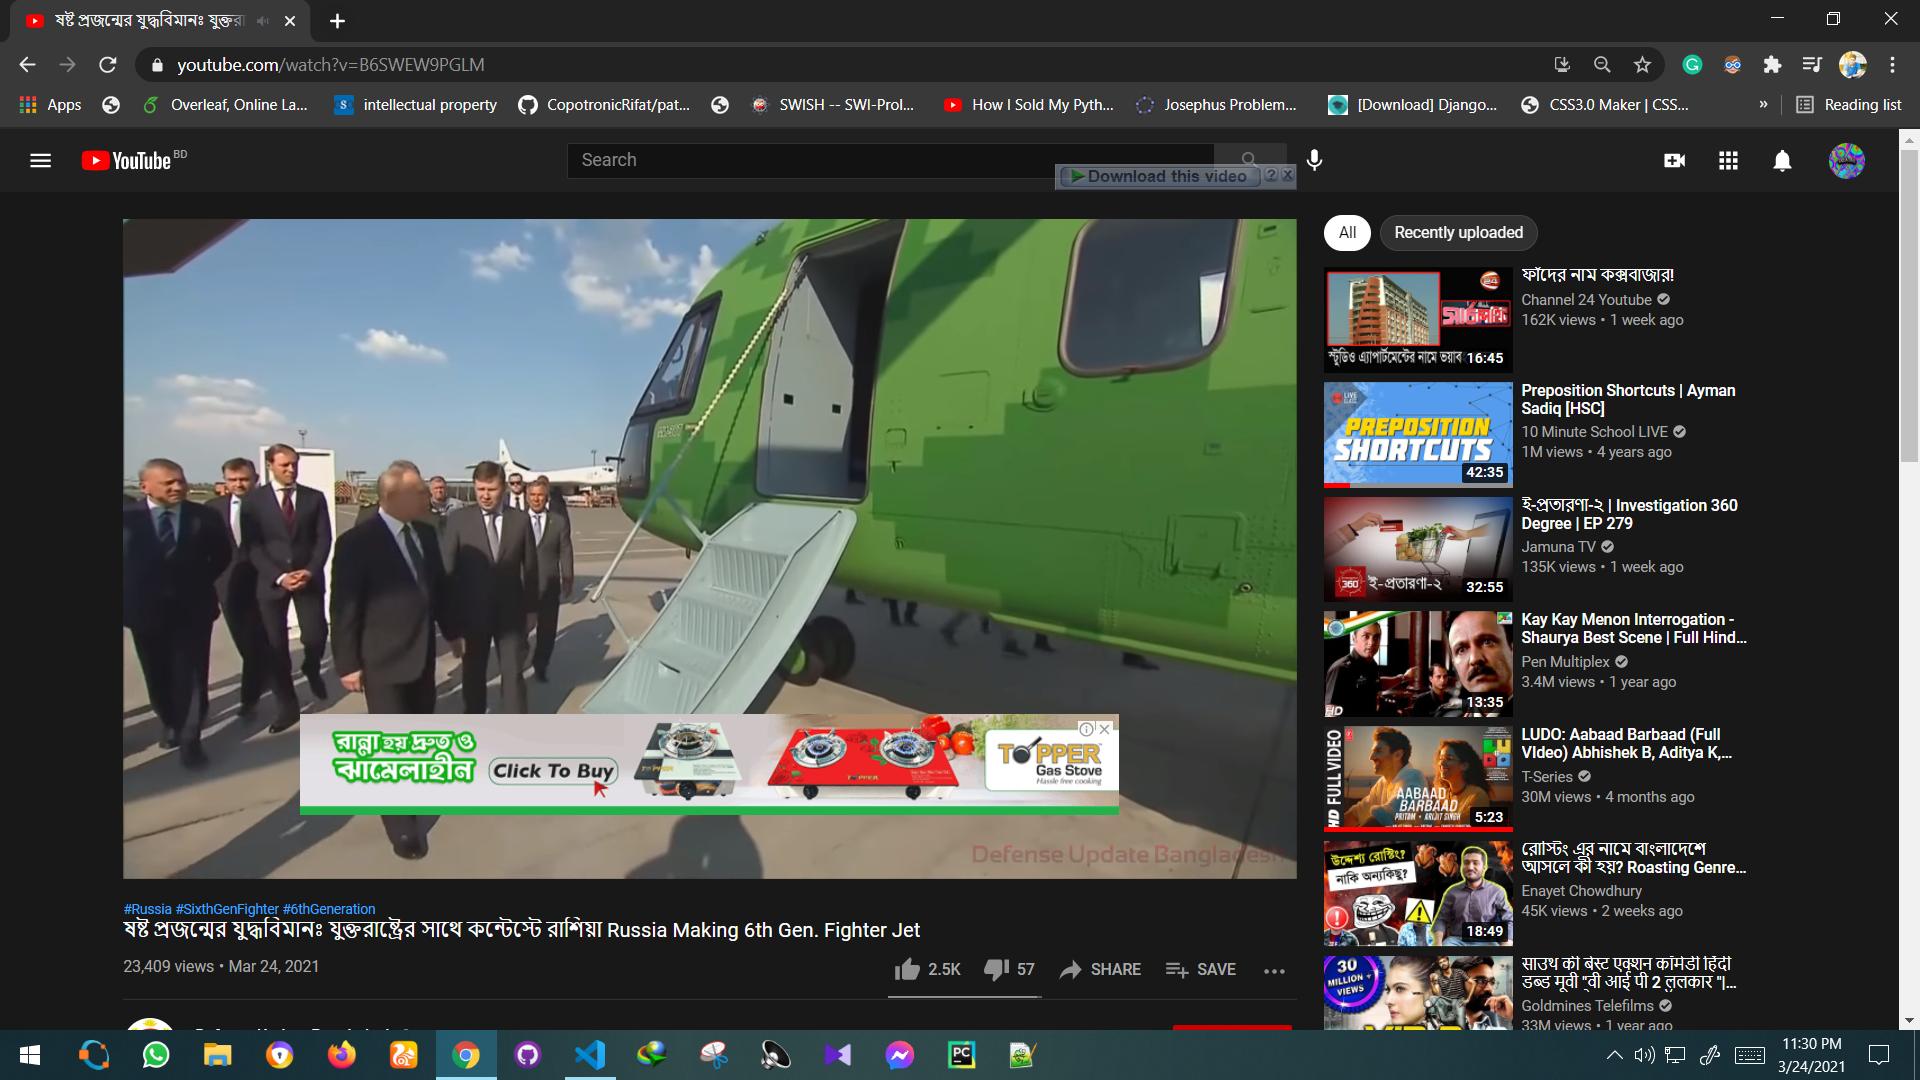 ষষ্ট প্রজন্মের যুদ্ধবিমানঃ যুক্তরা
youtube.com/watch?v=B6SWEW9PGLM
Apps
Overleaf, Online La...
intellectual property
CopotronicRifat/pat...
SWISH -- SWI-Prol...
How I Sold My Pyth...
Josephus Problem...
[Download] Django...
CSS3.0 Maker | CSS...
»
Reading list
YouTube BD
Search
Download this video
?
All
Recently uploaded
ফাঁদের নাম কক্সবাজার!
Channel 24 Youtube
162K views • 1 week ago
24
স্টুডিও এ্যাপার্টমেন্টের নামে ভয়াব
16:45
Preposition Shortcuts | Ayman
Sadiq [HSC]
10 Minute School LIVE
1M views • 4 years ago
LIVE
PREPOSITION
SHORTCUTS
42:35
ই-প্রতারণা-২ | Investigation 360
Degree | EP 279
Jamuna TV
135K views • 1 week ago
360
ই-প্রতারণা-২
32:55
Kay Kay Menon Interrogation -
Shaurya Best Scene | Full Hind...
Pen Multiplex
3.4M views • 1 year ago
HD
13:35
LUDO: Aabaad Barbaad (Full
VIdeo) Abhishek B, Aditya K,...
T-Series
30M views • 4 months ago
HD FULL VIDEO
AABAAD
BARBAAD
PRITAM • ARIJIT SINGH
5:23
রোস্টিং এর নামে বাংলাদেশে
আসলে কী হয়? Roasting Genre...
Enayet Chowdhury
45K views • 2 weeks ago
উদ্দেশ্য রোস্টিং?
নাকি অন্যকিছু?
18:49
साउथ की बेस्ट एक्शन कॉमेडी हिंदी
डब्ड मूवी "वी आई पी 2 ललकार "|...
Goldmines Telefilms
33M views • 1 year ago
30
MILLION +
VIEWS
রান্না হয় দ্রুত ও
ঝামেলাহীন
Click To Buy
TOPPER
TOPPER
TOPPER
Gas Stove
Hassle free cooking
Defense Update Bangladesh
#Russia #SixthGenFighter #6thGeneration
ষষ্ট প্রজন্মের যুদ্ধবিমানঃ যুক্তরাষ্ট্রের সাথে কন্টেস্টে রাশিয়া Russia Making 6th Gen. Fighter Jet
23,409 views • Mar 24, 2021
2.5K
57
SHARE
SAVE
11:30 PM
3/24/2021